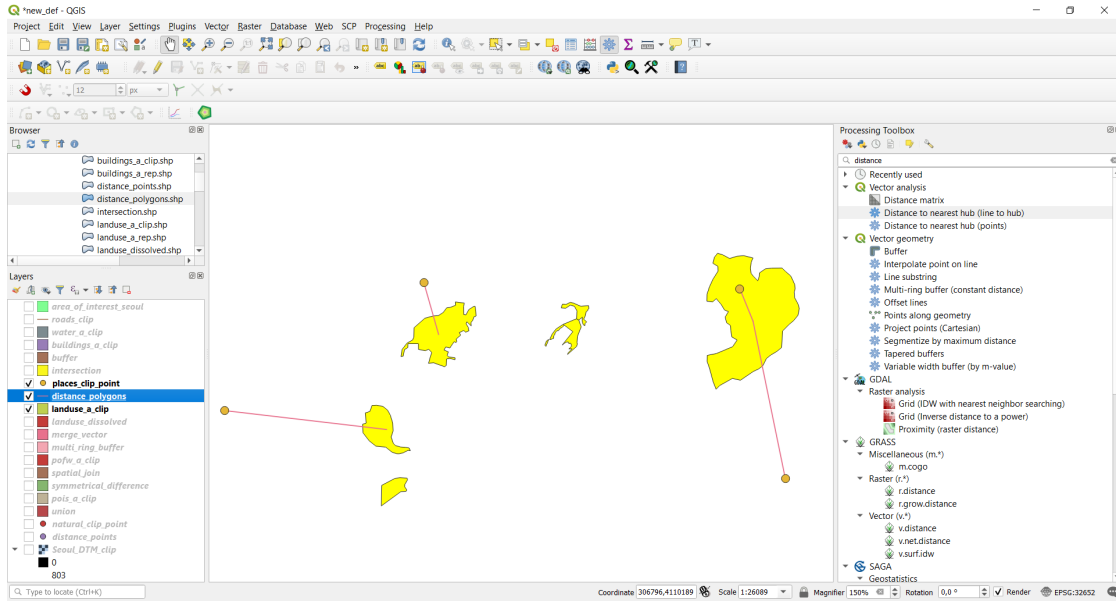 *new_def - QGIS
Project Edit View Layer Settings Plugins Vector Raster Database Web SCP Processing Help
12 px
Browser
buildings_a_clip.shp
buildings_a_rep.shp
distance_points.shp
distance_polygons.shp
intersection.shp
landuse_a_clip.shp
landuse_a_rep.shp
landuse_dissolved.shp
Layers
area_of_interest_seoul
roads_clip
water_a_clip
buildings_a_clip
buffer
intersection
places_clip_point
distance_polygons
landuse_a_clip
landuse_dissolved
merge_vector
multi_ring_buffer
pofw_a_clip
spatial_join
symmetrical_difference
pois_a_clip
union
natural_clip_point
distance_points
Seoul_DTM_clip
0
803
Processing Toolbox
distance
Recently used
Vector analysis
Distance matrix
Distance to nearest hub (line to hub)
Distance to nearest hub (points)
Vector geometry
Buffer
Interpolate point on line
Line substring
Multi-ring buffer (constant distance)
Offset lines
Points along geometry
Project points (Cartesian)
Segmentize by maximum distance
Tapered buffers
Variable width buffer (by m-value)
GDAL
Raster analysis
Grid (IDW with nearest neighbor searching)
Grid (Inverse distance to a power)
Proximity (raster distance)
GRASS
Miscellaneous (m.*)
m.cogo
Raster (r.*)
r.distance
r.grow.distance
Vector (v.*)
v.distance
v.net.distance
v.surf.idw
SAGA
Geostatistics
Type to locate (Ctrl+K) Coordinate 306796,4110189 Scale 1:26089 Magnifier 150% Rotation 0,0 ° Render EPSG:32652